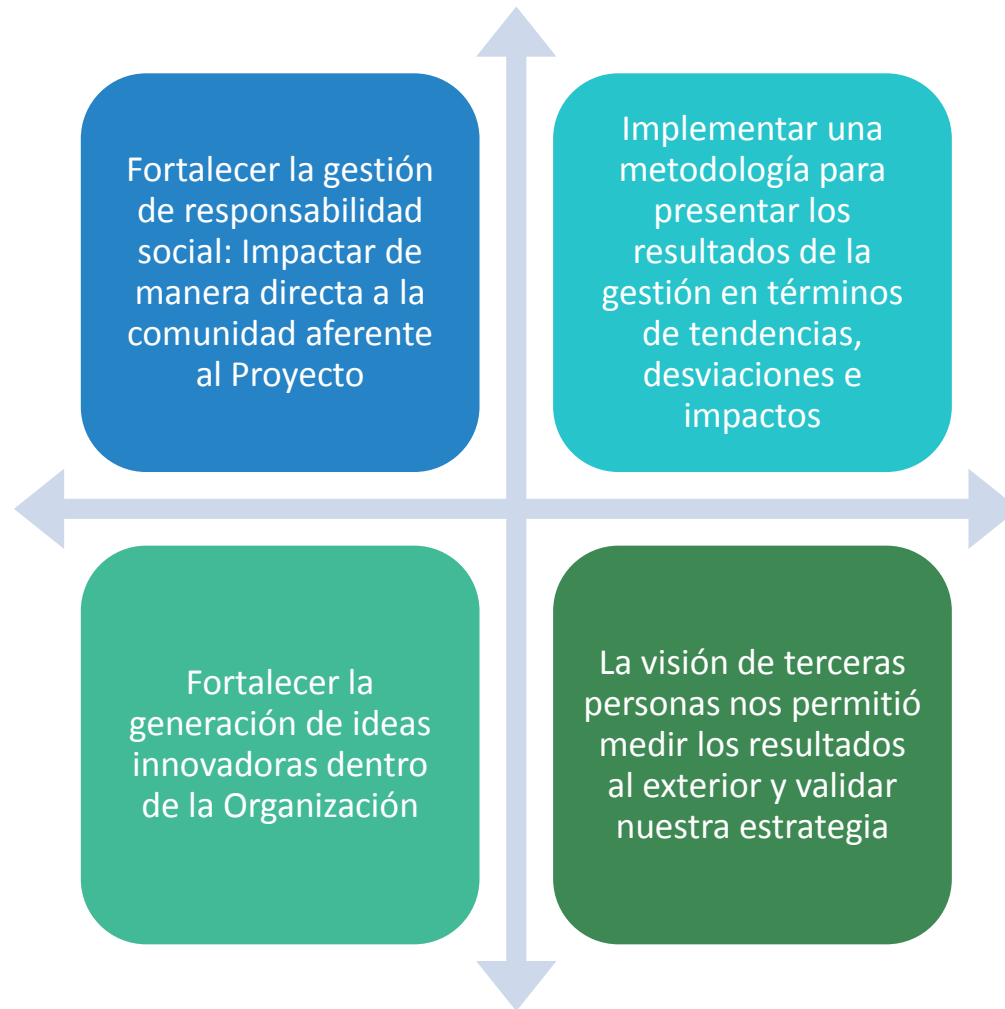 Fortalecer la gestión
de responsabilidad
social: Impactar de
manera directa a la
comunidad aferente
al Proyecto
Implementar una
metodología para
presentar los
resultados de la
gestión en términos
de tendencias,
desviaciones e
impactos
Fortalecer la
generación de ideas
innovadoras dentro
de la Organización
La visión de terceras
personas nos permitió
medir los resultados
al exterior y validar
nuestra estrategia